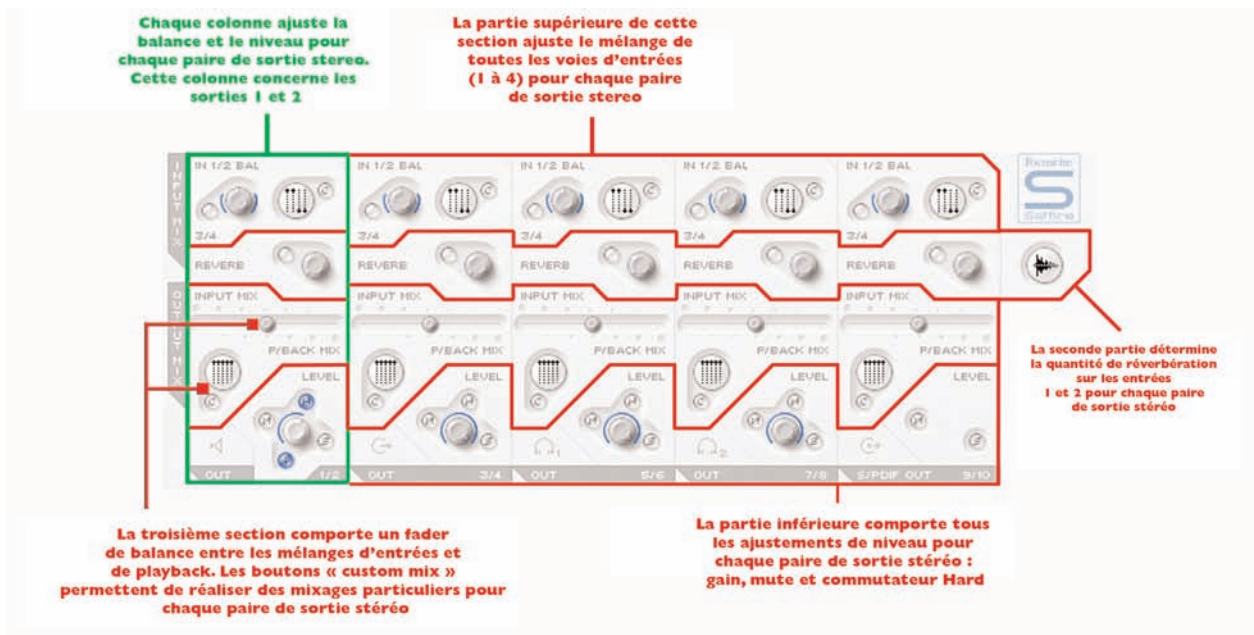 Chaque colonne ajuste la
balance et le niveau pour
chaque paire de sortie stereo.
Cette colonne concerne les
sorties 1 et 2
La partie supérieure de cette
section ajuste le mélange de
toutes les voies d'entrées
(1 à 4) pour chaque paire
de sortie stereo
INPUT MIX
IN 1/2 BAL
IN 1/2 BAL
IN 1/2 BAL
IN 1/2 BAL
IN 1/2 BAL
Focusrite
S
Saffire
3/4
3/4
3/4
3/4
3/4
REVERB
REVERB
REVERB
REVERB
REVERB
OUTPUT MIX
INPUT MIX
INPUT MIX
INPUT MIX
INPUT MIX
INPUT MIX
P/BACK MIX
P/BACK MIX
P/BACK MIX
P/BACK MIX
P/BACK MIX
LEVEL
LEVEL
LEVEL
LEVEL
LEVEL
OUT 1/2
OUT 3/4
OUT 5/6
OUT 7/8
S/PDIF OUT 9/10
La seconde partie détermine
la quantité de réverbération
sur les entrées
1 et 2 pour chaque paire
de sortie stéréo
La troisième section comporte un fader
de balance entre les mélanges d'entrées et
de playback. Les boutons « custom mix »
permettent de réaliser des mixages particuliers pour
chaque paire de sortie stéréo
La partie inférieure comporte tous
les ajustements de niveau pour
chaque paire de sortie stéréo :
gain, mute et commutateur Hard